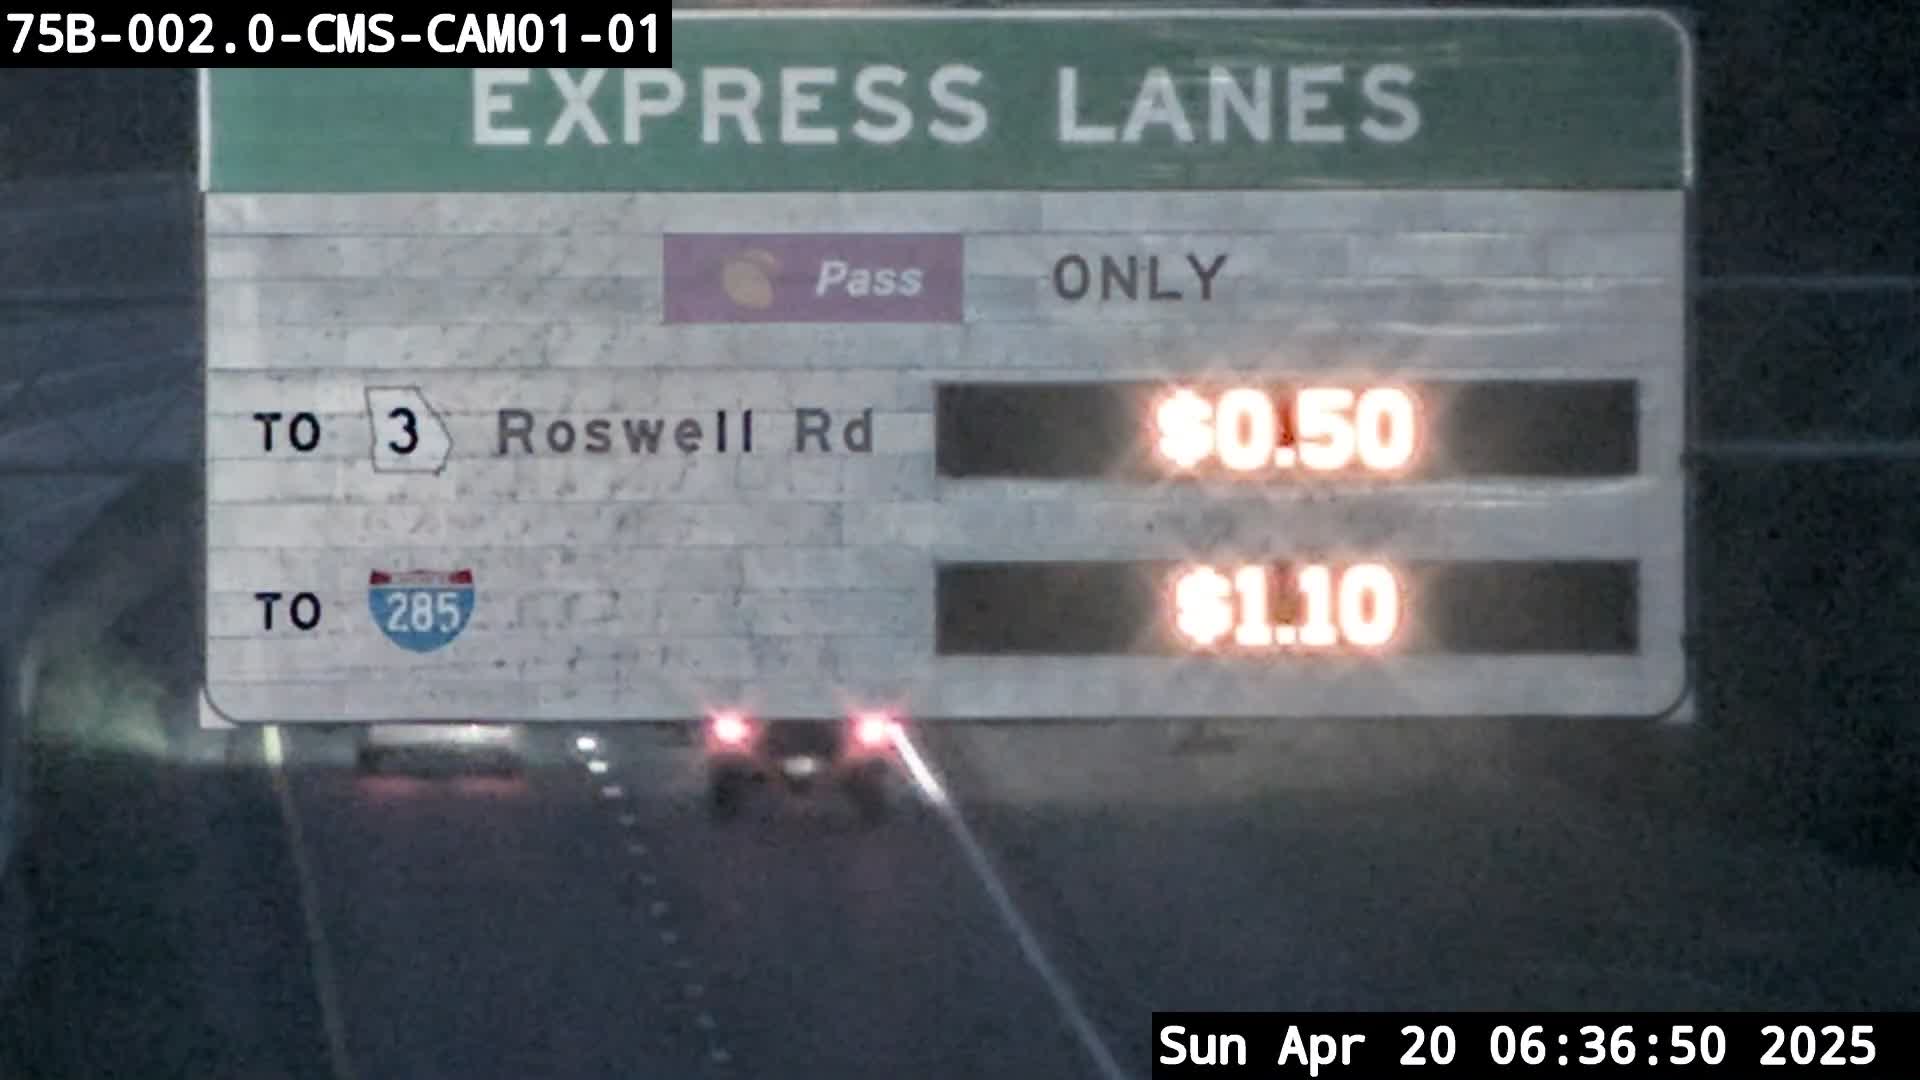 75B-002.0-CMS-CAM01-01
EXPRESS LANES
Pass ONLY
TO 3 Roswell Rd $0.50
TO 285 $1.10
Sun Apr 20 06:36:50 2025